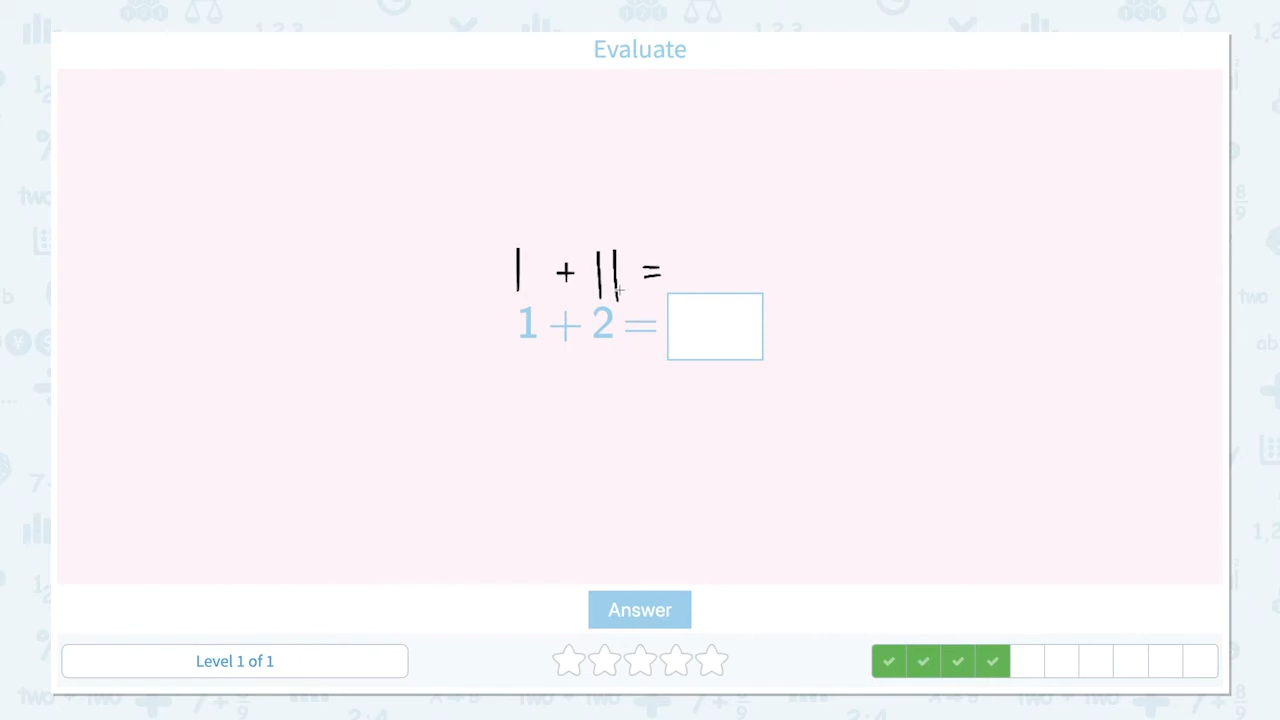 Evaluate
| + || =
1 + 2 =
Answer
Level 1 of 1